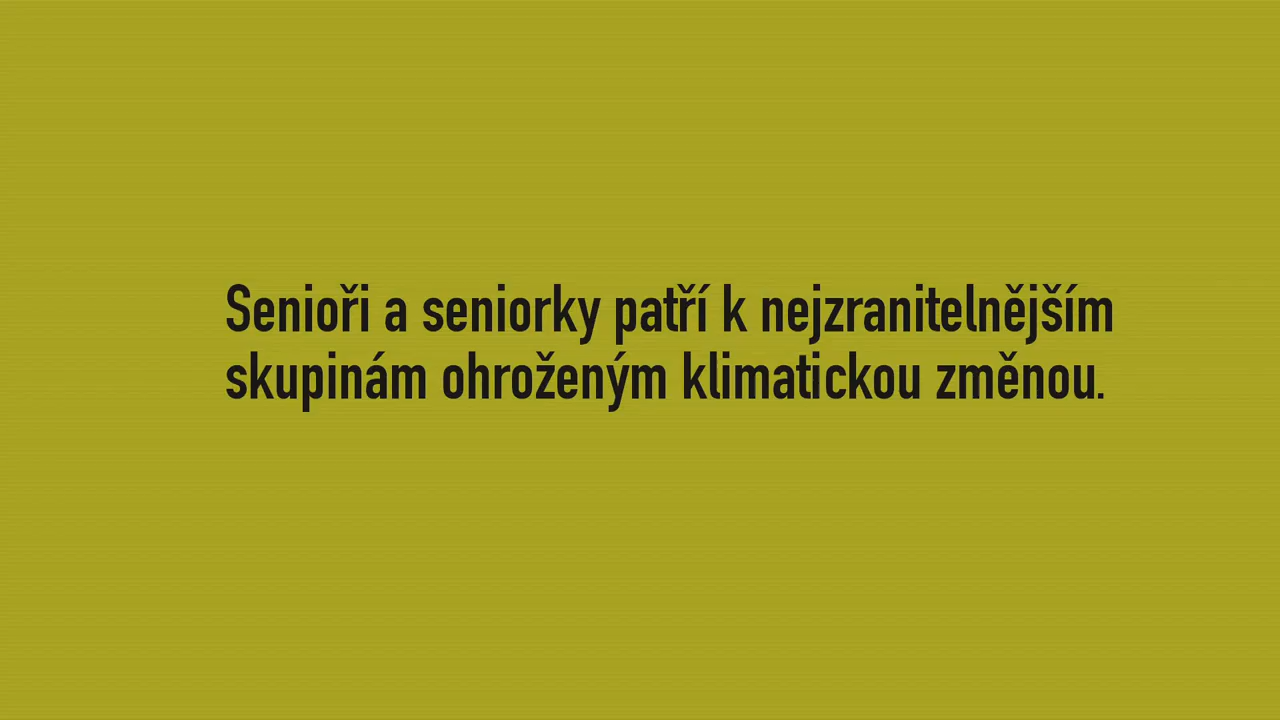 Senioři a seniorky patří k nejzranitelnějším
skupinám ohroženým klimatickou změnou.